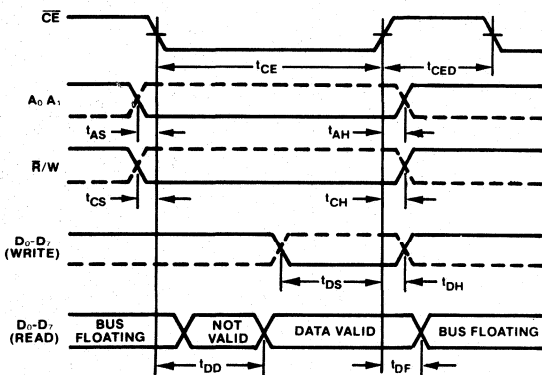 CE
tCE
tCED
A0 A1
tAS
tAH
R̄/W
tCS
tCH
D0-D7
(WRITE)
tDS
tDH
D0-D7
(READ)
BUS
FLOATING
NOT
VALID
DATA VALID
BUS FLOATING
tDD
tDF